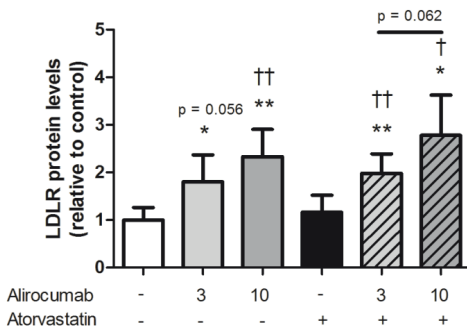 p = 0.062
5
4
3
2
1
0
LDLR protein levels
(relative to control)
p = 0.056
*
††
**
††
**
†
*
Alirocumab - 3 10 - 3 10
Atorvastatin - - - + + +